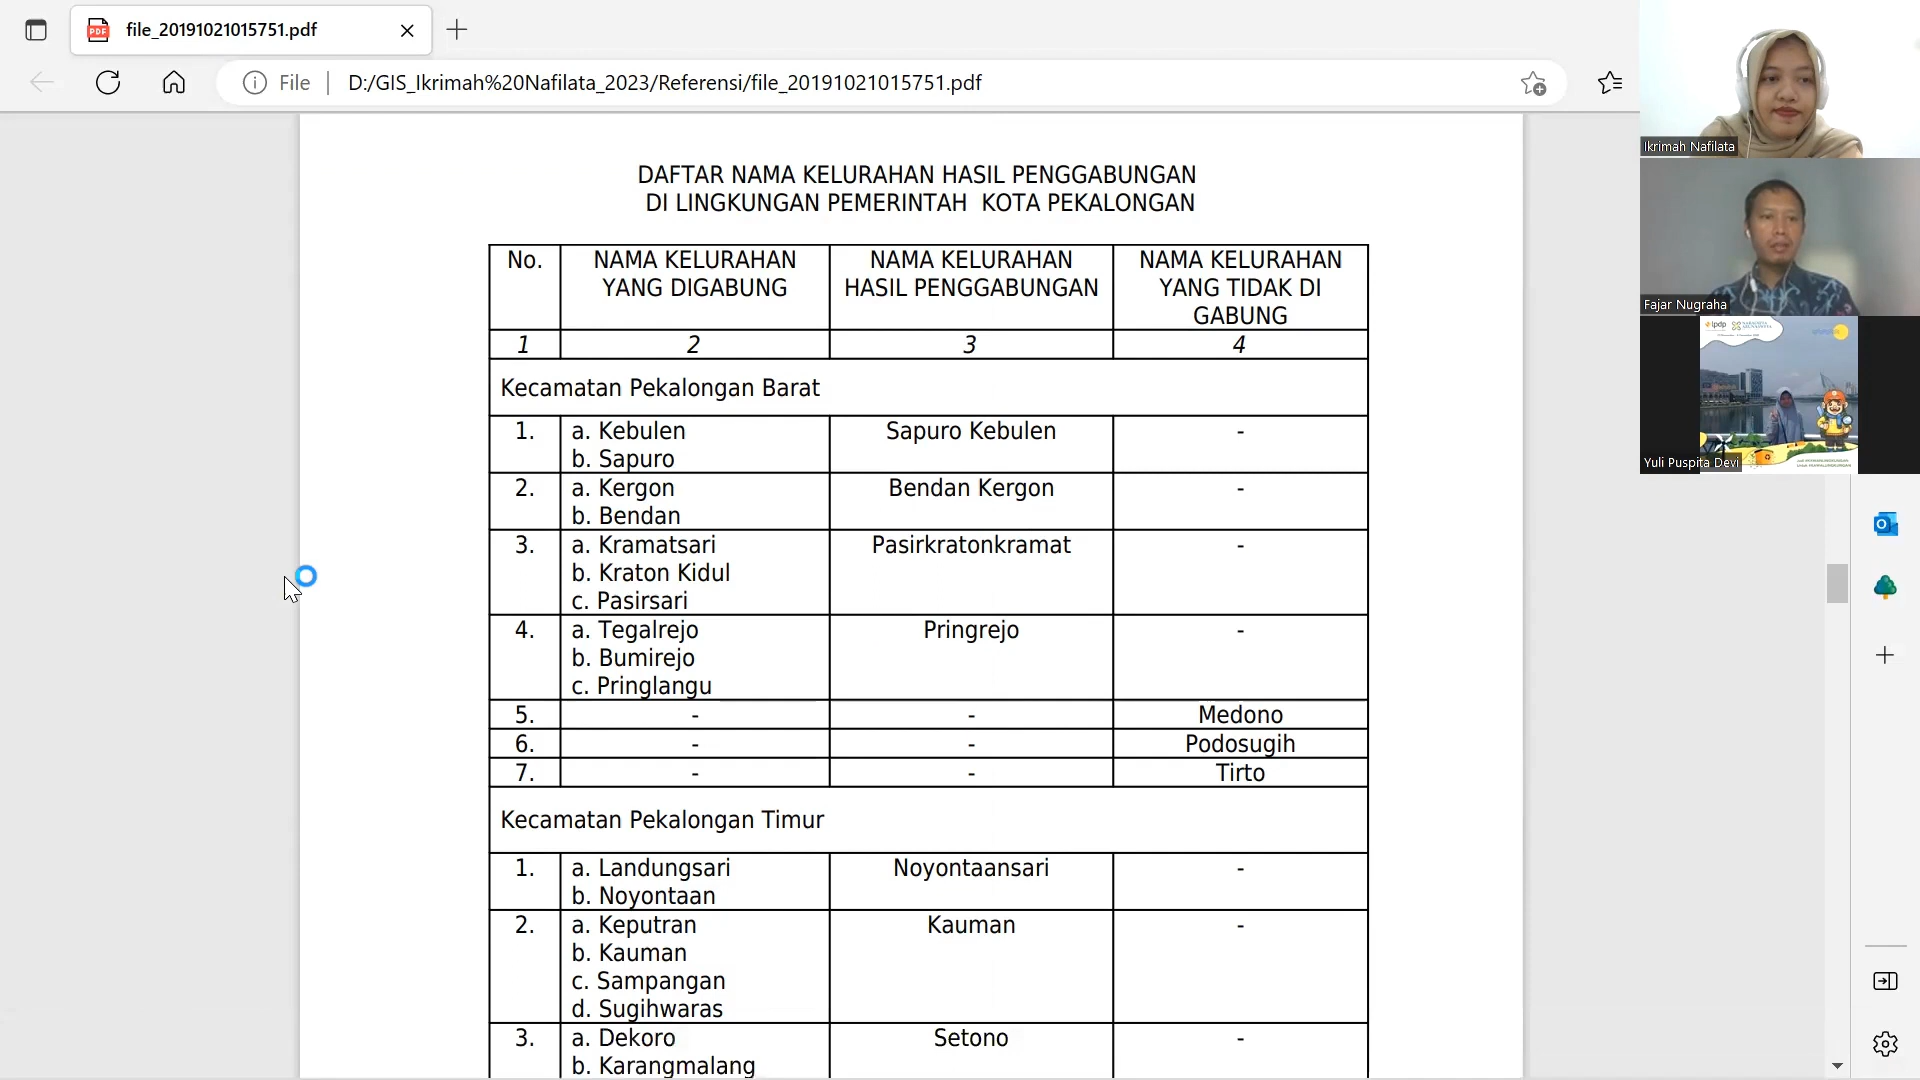 file_20191021015751.pdf
File
D:/GIS_Ikrimah%20Nafilata_2023/Referensi/file_20191021015751.pdf
DAFTAR NAMA KELURAHAN HASIL PENGGABUNGAN
DI LINGKUNGAN PEMERINTAH KOTA PEKALONGAN
No. NAMA KELURAHAN YANG DIGABUNG NAMA KELURAHAN HASIL PENGGABUNGAN NAMA KELURAHAN YANG TIDAK DI GABUNG
1 2 3 4
Kecamatan Pekalongan Barat
1. a. Kebulen Sapuro Kebulen -
b. Sapuro
2. a. Kergon Bendan Kergon -
b. Bendan
3. a. Kramatsari Pasirkratonkramat -
b. Kraton Kidul
c. Pasirsari
4. a. Tegalrejo Pringrejo -
b. Bumirejo
c. Pringlangu
5. - - Medono
6. - - Podosugih
7. - - Tirto
Kecamatan Pekalongan Timur
1. a. Landungsari Noyontaansari -
b. Noyontaan
2. a. Keputran Kauman -
b. Kauman
c. Sampangan
d. Sugihwaras
3. a. Dekoro Setono -
b. Karangmalang
Ikrimah Nafilata
Fajar Nugraha
lpdp
Yuli Puspita Devi